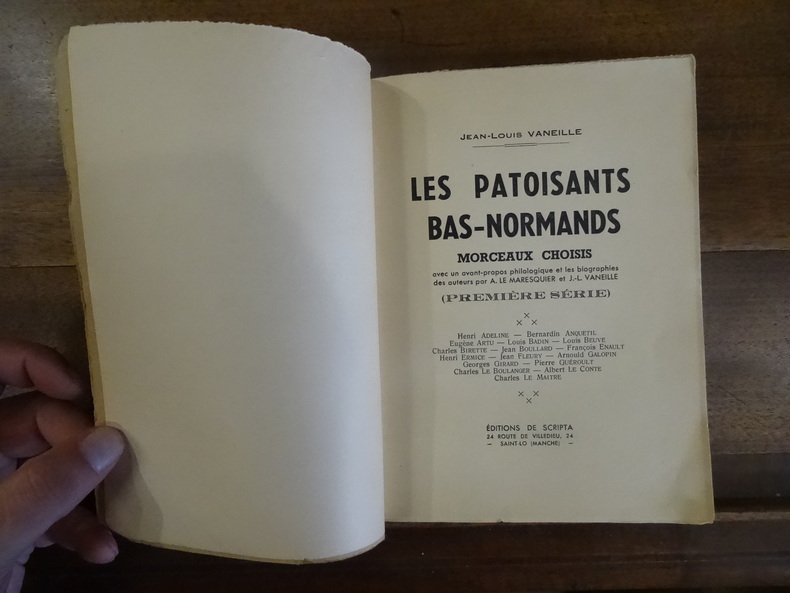 JEAN-LOUIS VANEILLE
LES PATOISANTS
BAS-NORMANDS
MORCEAUX CHOISIS
avec un avant-propos philologique et les biographies
des auteurs par A. LE MARESQUIER et J.-L. VANEILLE
(PREMIÈRE SÉRIE)
Henri ADELINE — Bernardin ANQUETIL
Eugène ARTU — Louis BADIN — Louis BEUVE
Charles BIRETTE — Jean BOULLARD — François ENAULT
Henri ERNICE — Jean FLEURY — Arnould GALOPIN
Georges GIRARD — Pierre QUÉROULT
Charles LE BOULANGER — Albert LE CONTE
Charles LE MAITRE
ÉDITIONS DE SCRIPTA
24 ROUTE DE VILLEDIEU, 24
— SAINT-LO (MANCHE) —